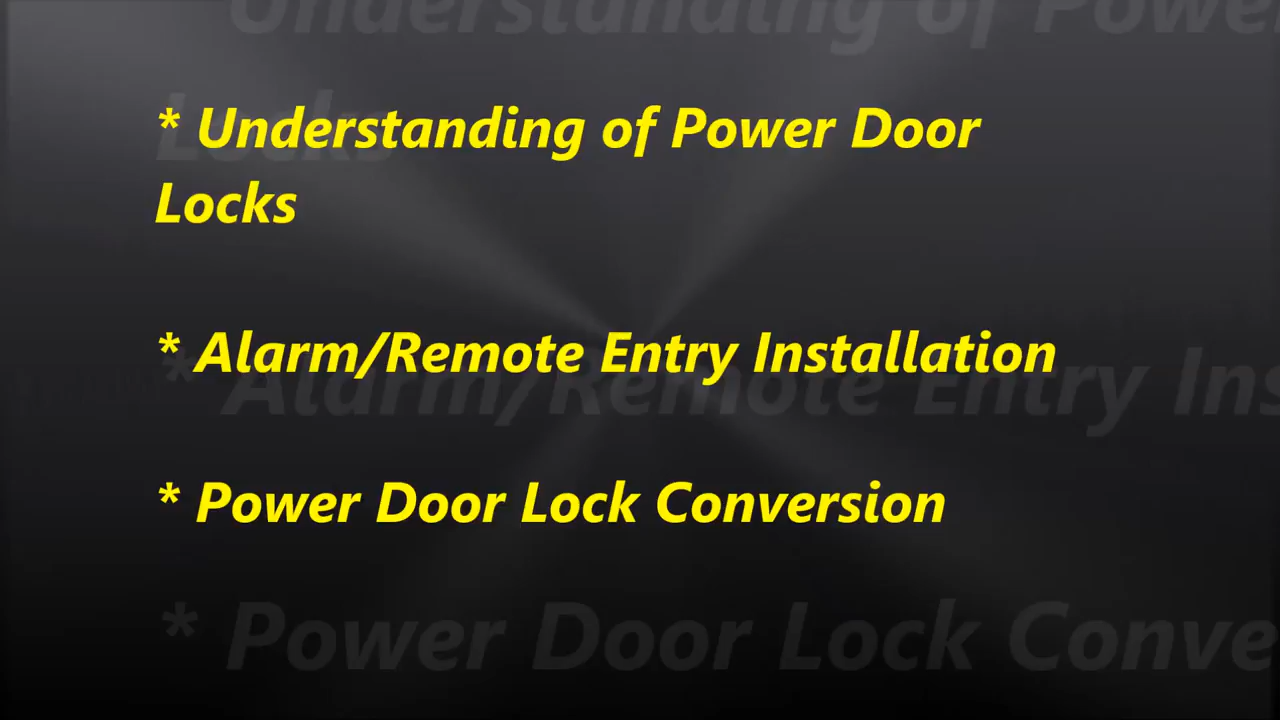 * Understanding of Power Door
Locks
* Alarm/Remote Entry Installation
* Power Door Lock Conversion